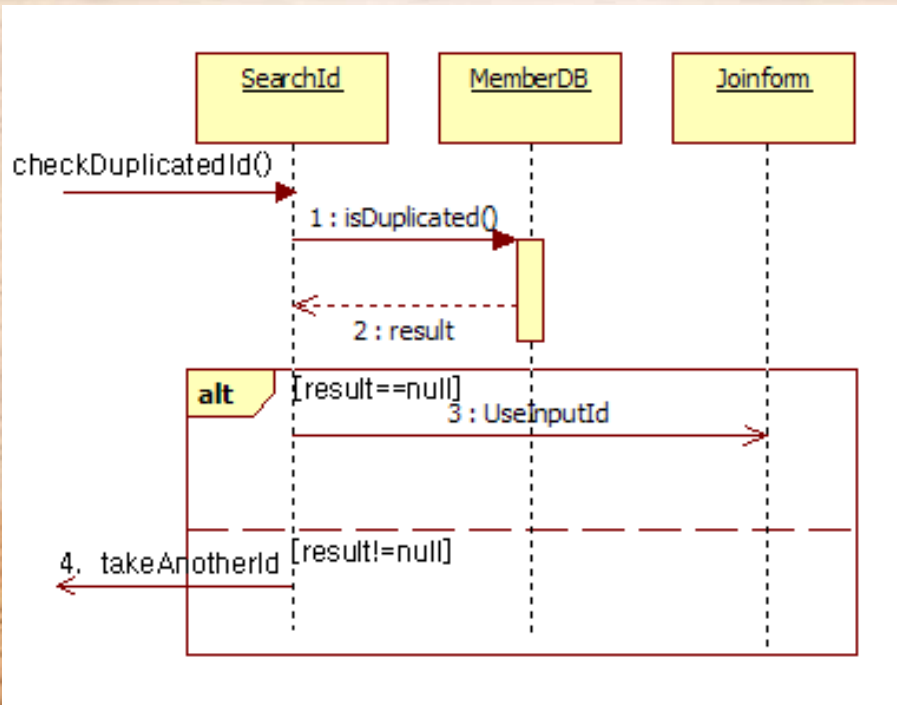 SearchId
MemberDB
Joinform
checkDuplicatedId()
1 : isDuplicated()
2 : result
alt
[result==null]
3 : UseInputId
[result!=null]
4. takeAnotherId